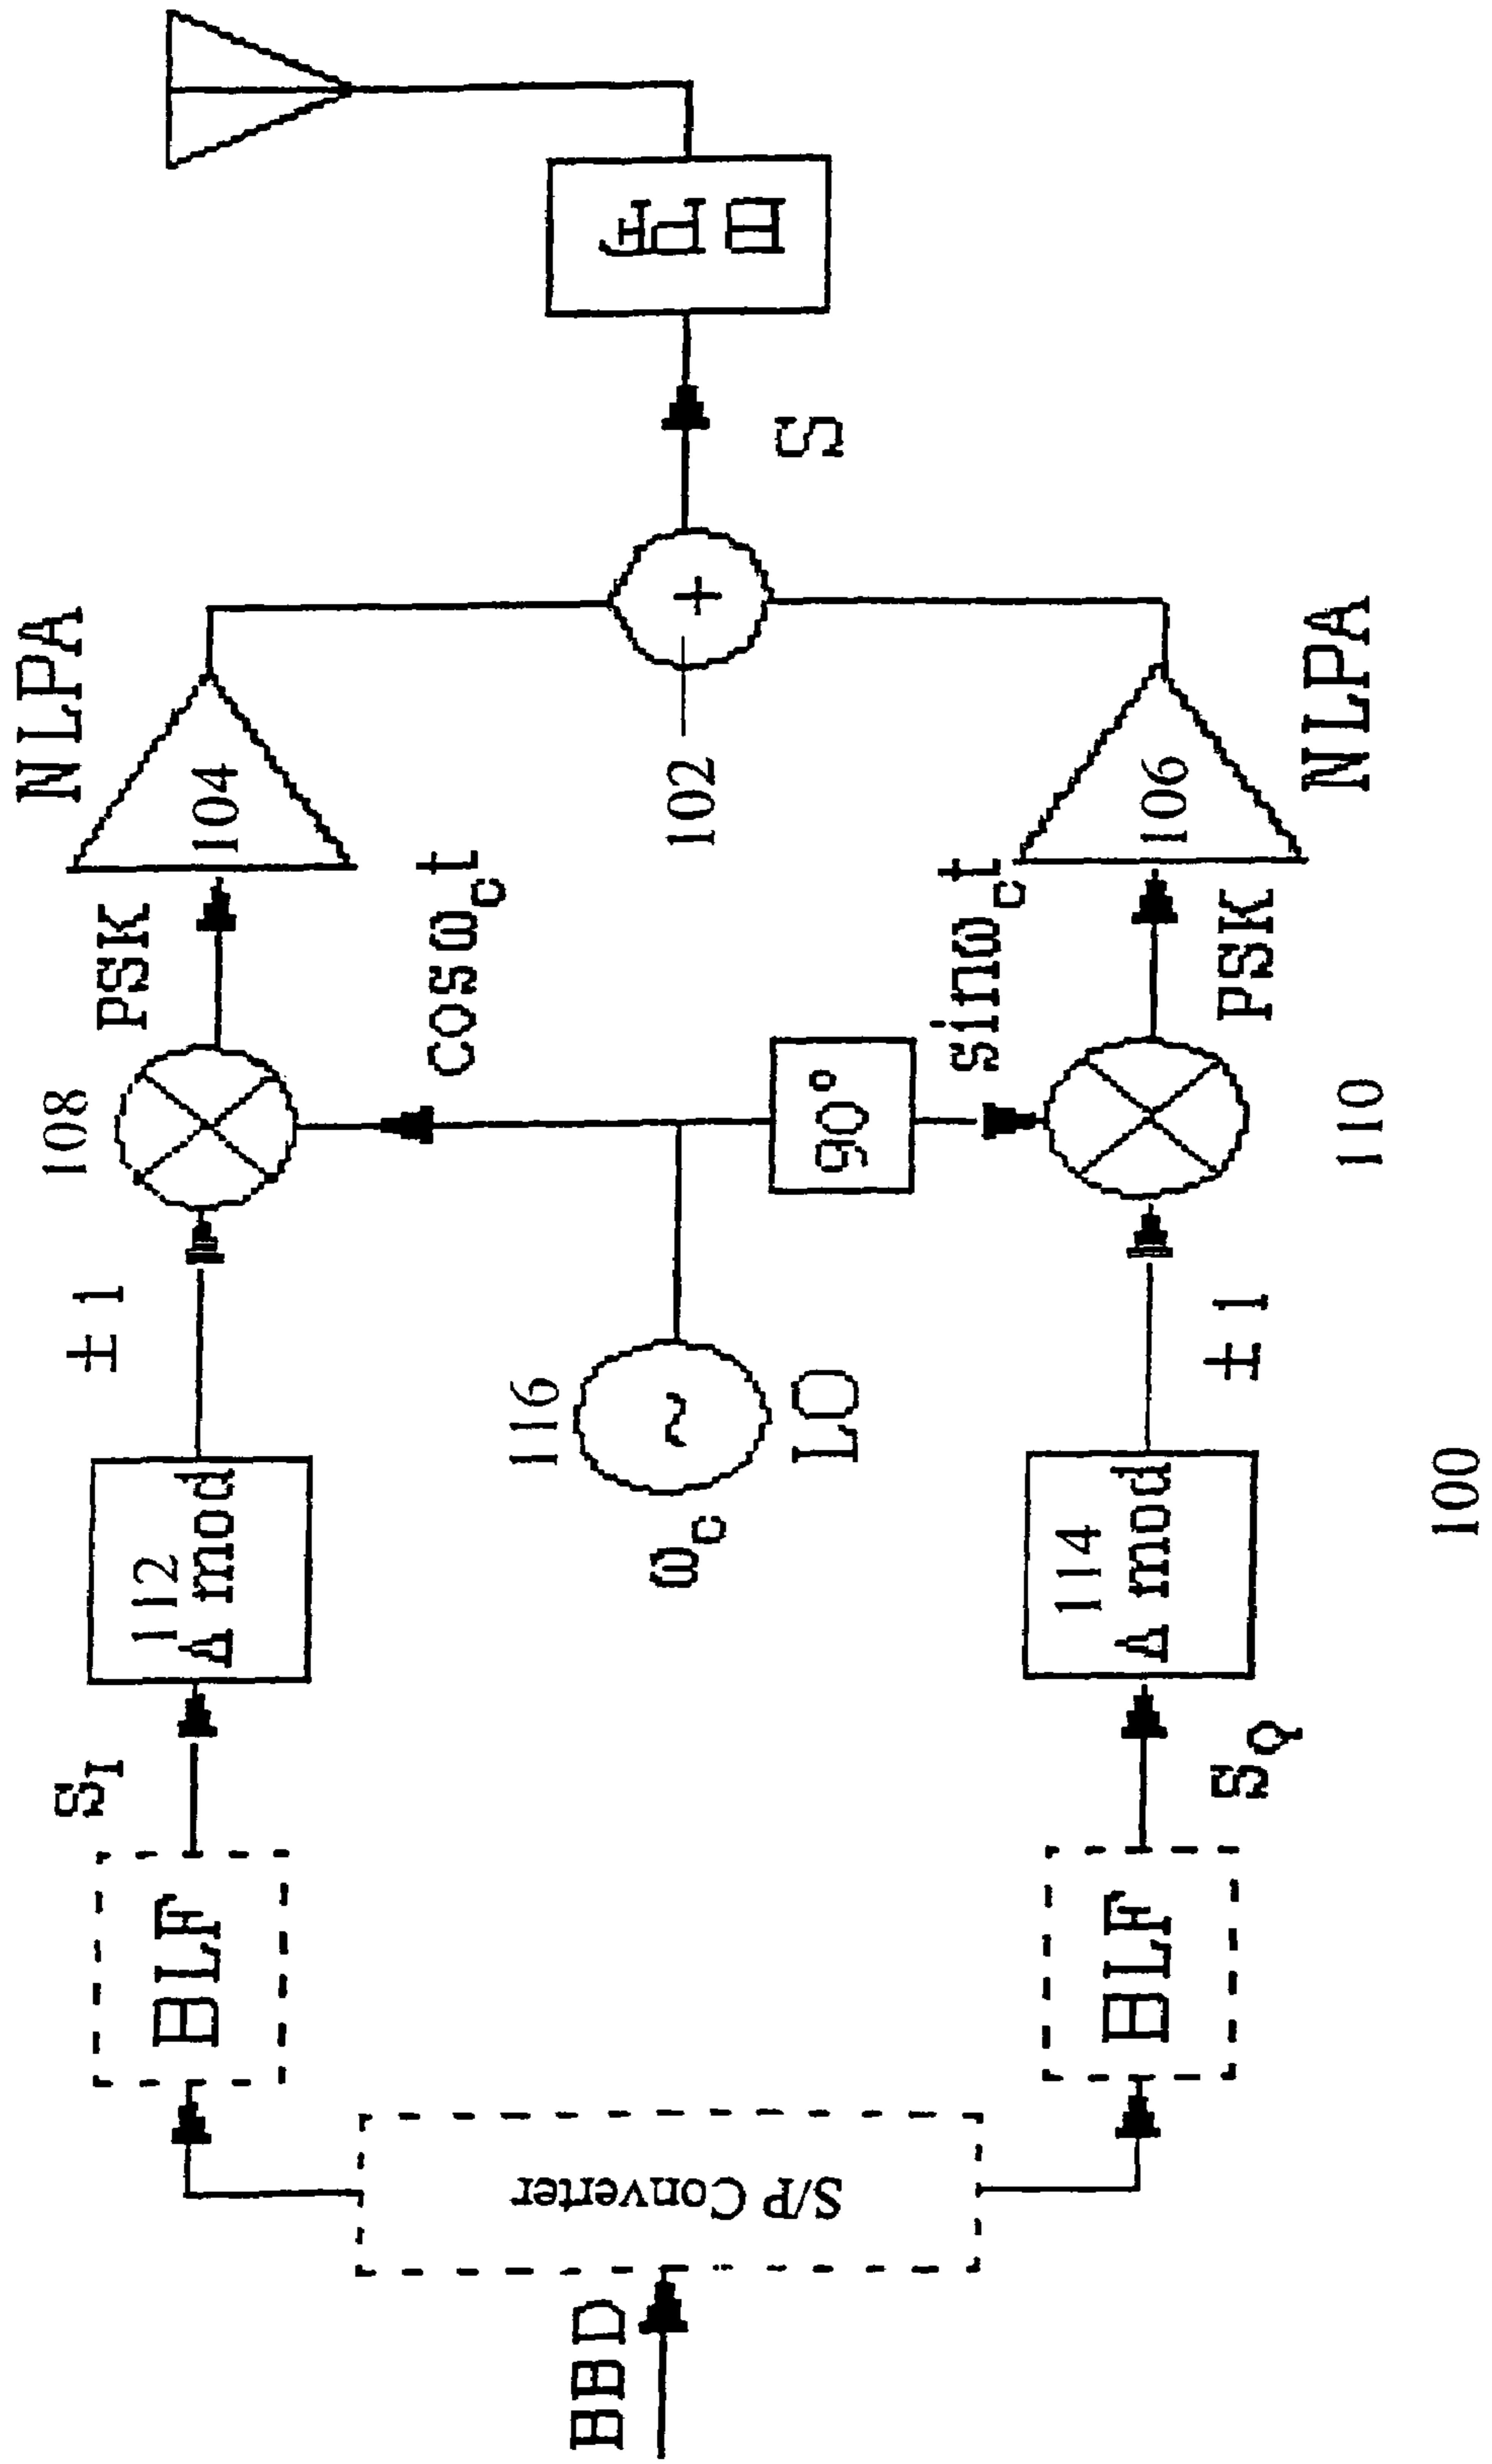 BBD
S/P Converter
BLF
S_I
112
Δ mod
± 1
108
PSK
104
NLPA
cosω_ct
116
ω_c
~
LO
90°
sinω_ct
102
+
S
BPF
BLF
S_Q
114
Δ mod
± 1
110
PSK
106
NLPA
100